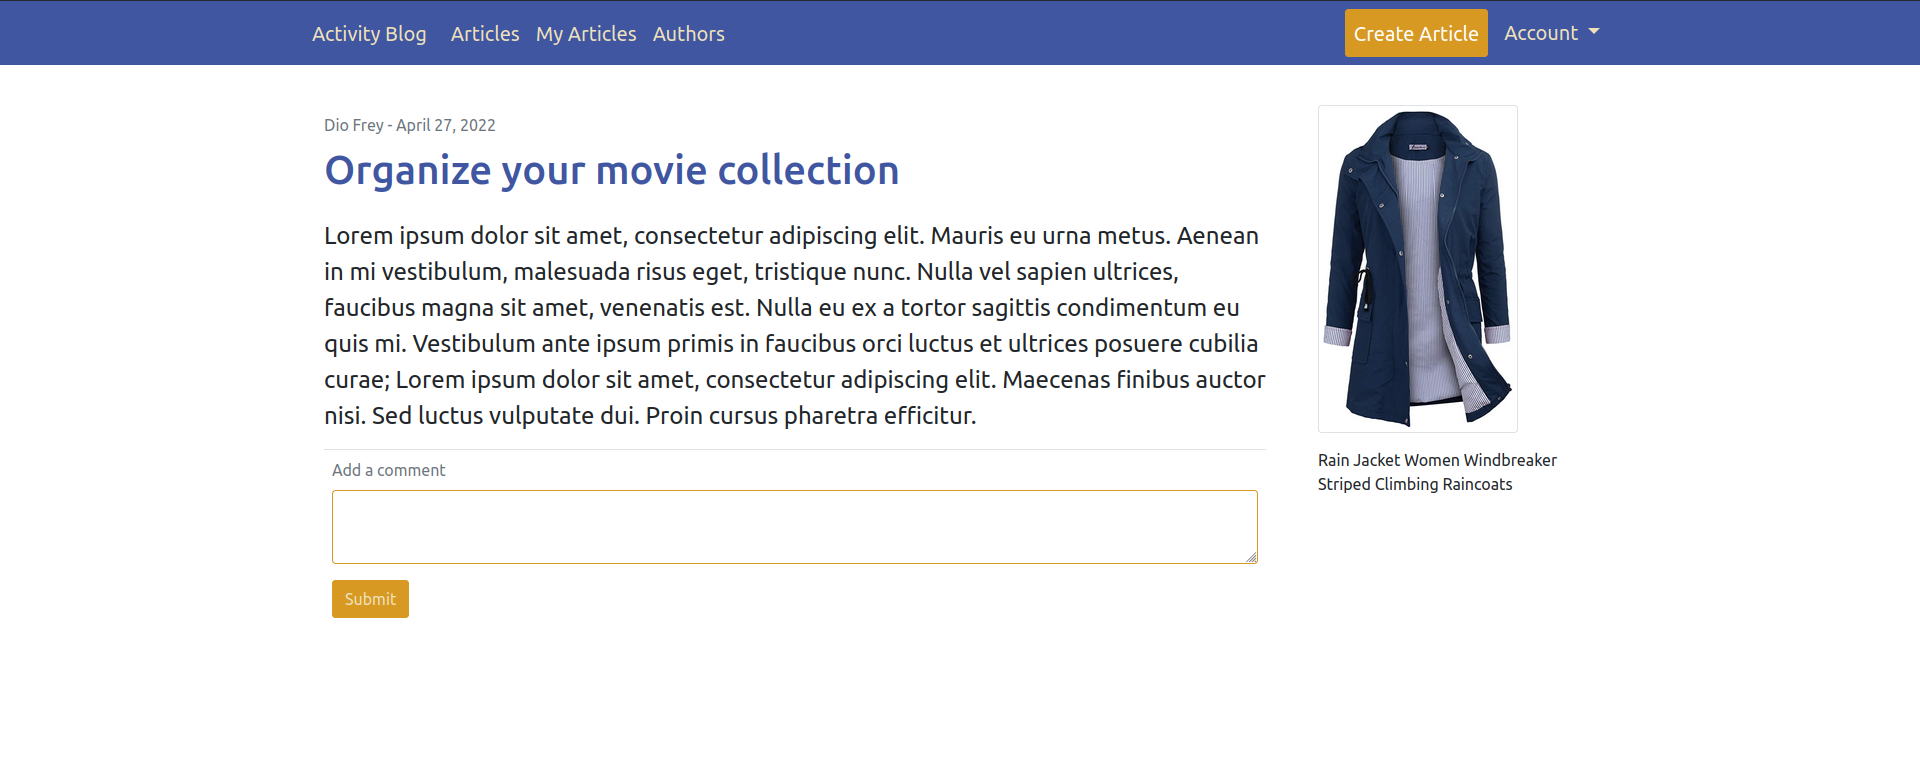 Activity Blog Articles My Articles Authors Create Article Account
Dio Frey - April 27, 2022
Organize your movie collection
Lorem ipsum dolor sit amet, consectetur adipiscing elit. Mauris eu urna metus. Aenean
in mi vestibulum, malesuada risus eget, tristique nunc. Nulla vel sapien ultrices,
faucibus magna sit amet, venenatis est. Nulla eu ex a tortor sagittis condimentum eu
quis mi. Vestibulum ante ipsum primis in faucibus orci luctus et ultrices posuere cubilia
curae; Lorem ipsum dolor sit amet, consectetur adipiscing elit. Maecenas finibus auctor
nisi. Sed luctus vulputate dui. Proin cursus pharetra efficitur.
Add a comment
Submit
Rain Jacket Women Windbreaker
Striped Climbing Raincoats